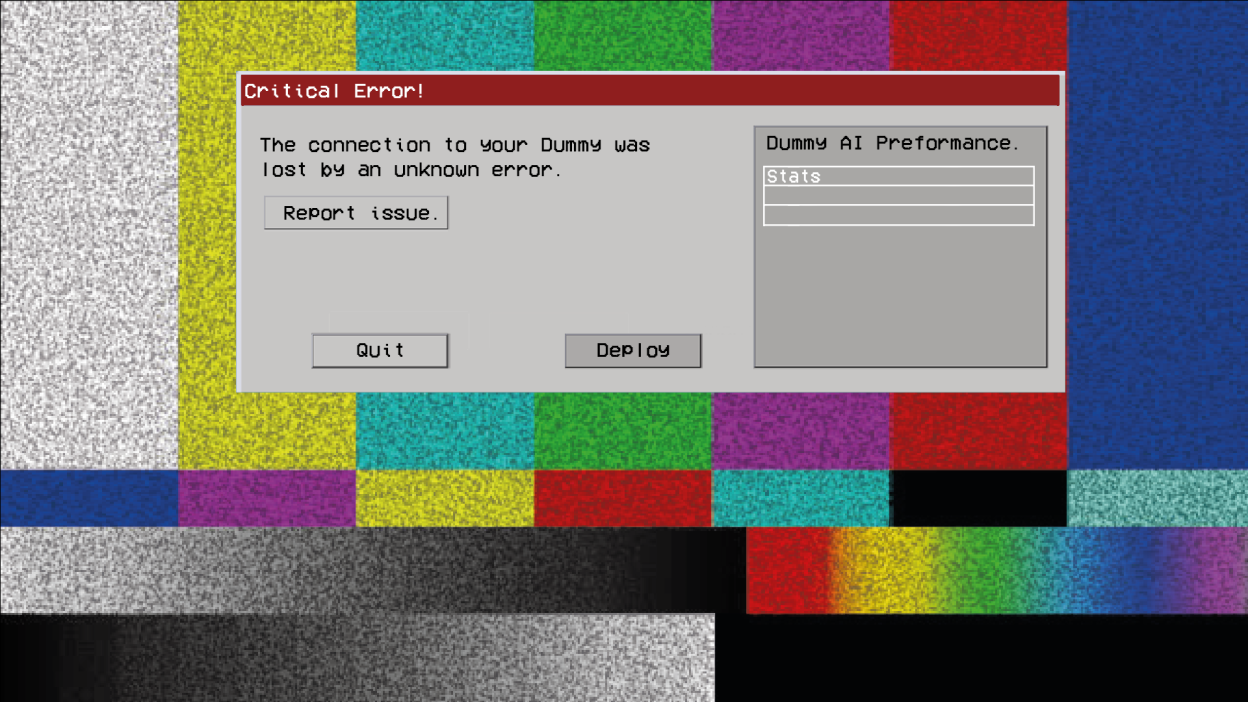 Critical Error!
The connection to your Dummy was
lost by an unknown error.
Report issue.
Quit
Deploy
Dummy AI Preformance.
Stats